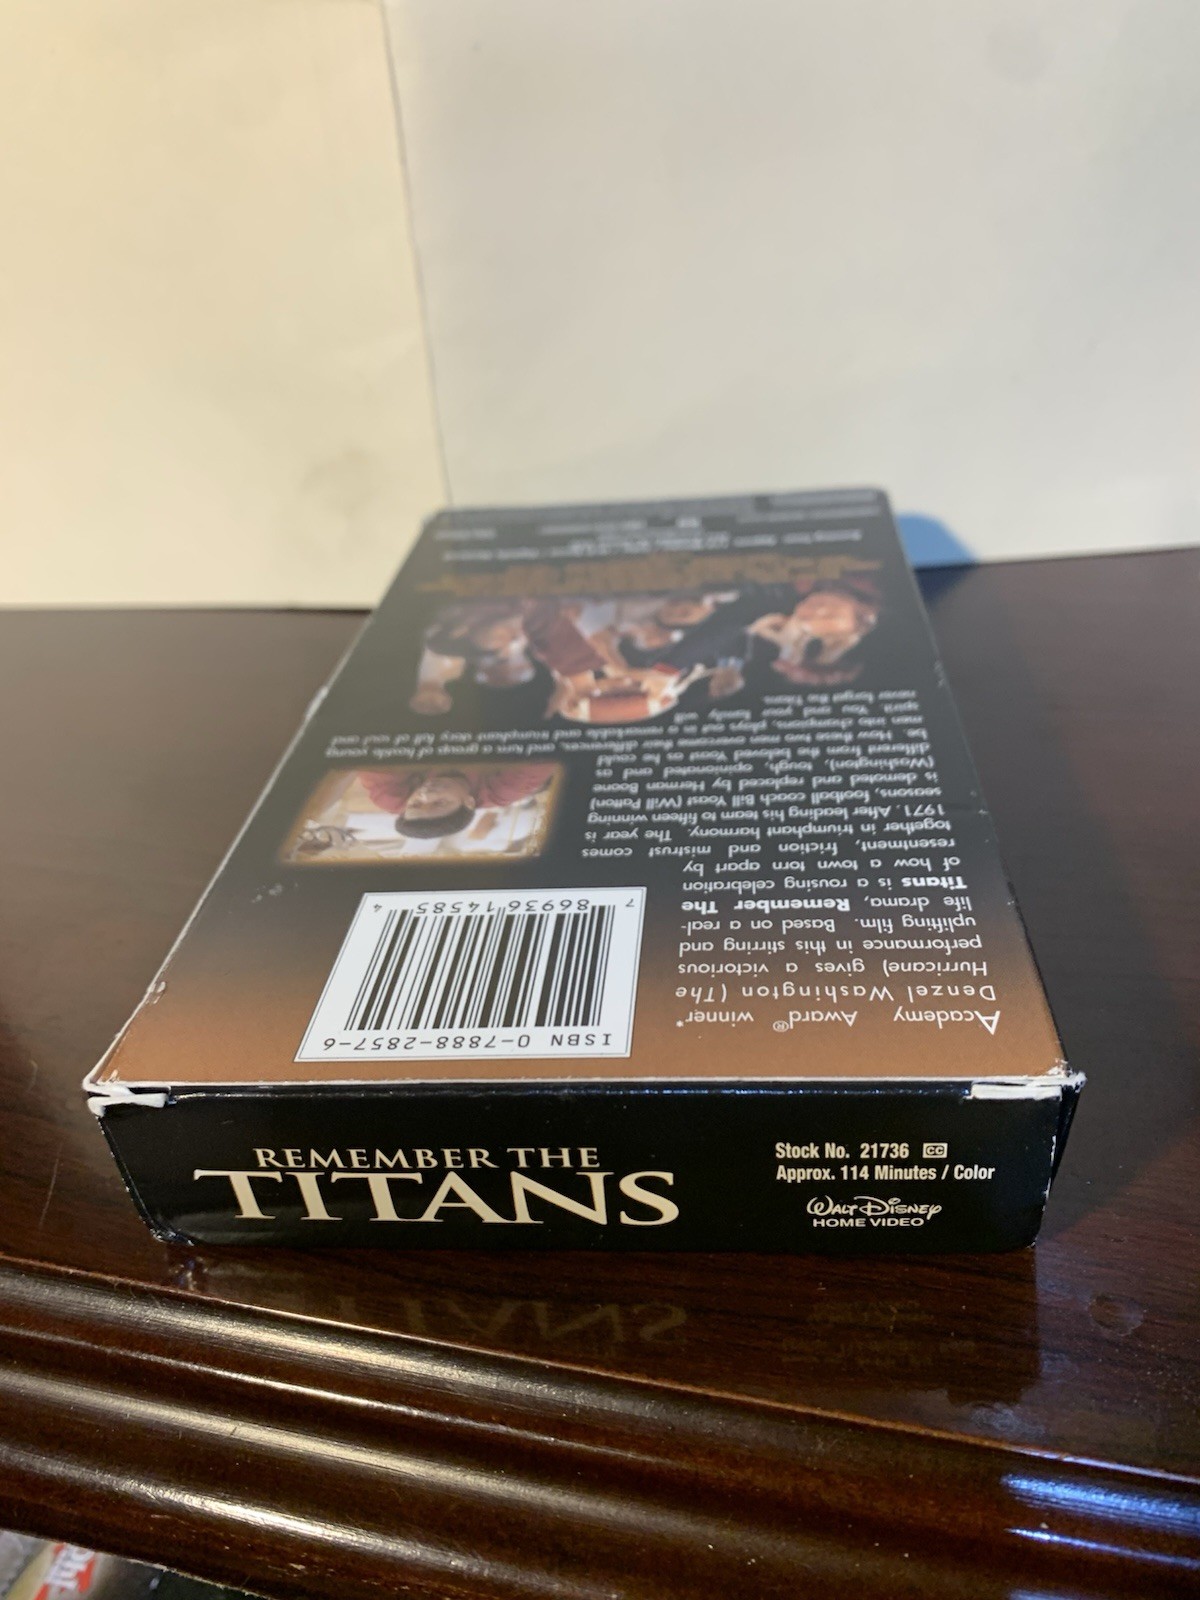 REMEMBER THE
TITANS
Stock No. 21736 CC
Approx. 114 Minutes / Color
WALT DISNEY
HOME VIDEO
ISBN 0-7888-2857-6
7 86936 14585 4
Academy Award® winner*
Denzel Washington (The
Hurricane) gives a victorious
performance in this stirring and
uplifting film. Based on a real-
life drama, Remember The
Titans is a rousing celebration
of how a town torn apart by
resentment, friction and mistrust comes
together in triumphant harmony. The year is
1971. After leading his team to fifteen winning
seasons, football coach Bill Yoast (Will Patton)
is demoted and replaced by Herman Boone
(Washington), tough, opinionated and as
different from the beloved Yoast as he could
be. How these two men overcome their differences, and turn a group of hostile young
men into champions, plays out in a remarkable and triumphant story full of soul and
spirit. You and your family will
never forget the Titans.